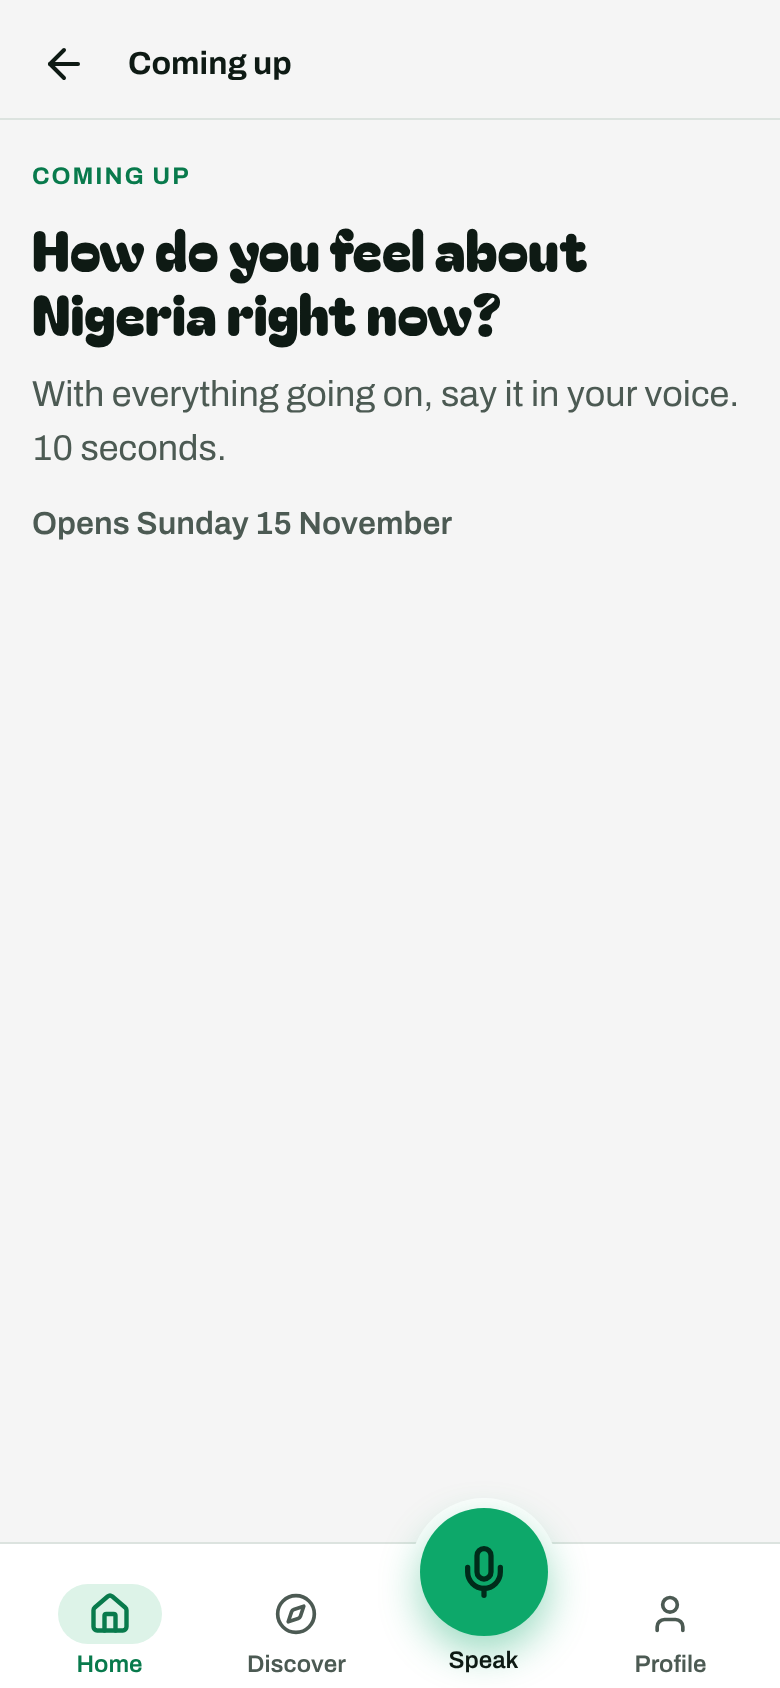 Coming up
COMING UP
How do you feel about
Nigeria right now?
With everything going on, say it in your voice.
10 seconds.
Opens Sunday 15 November
Home
Discover
Speak
Profile